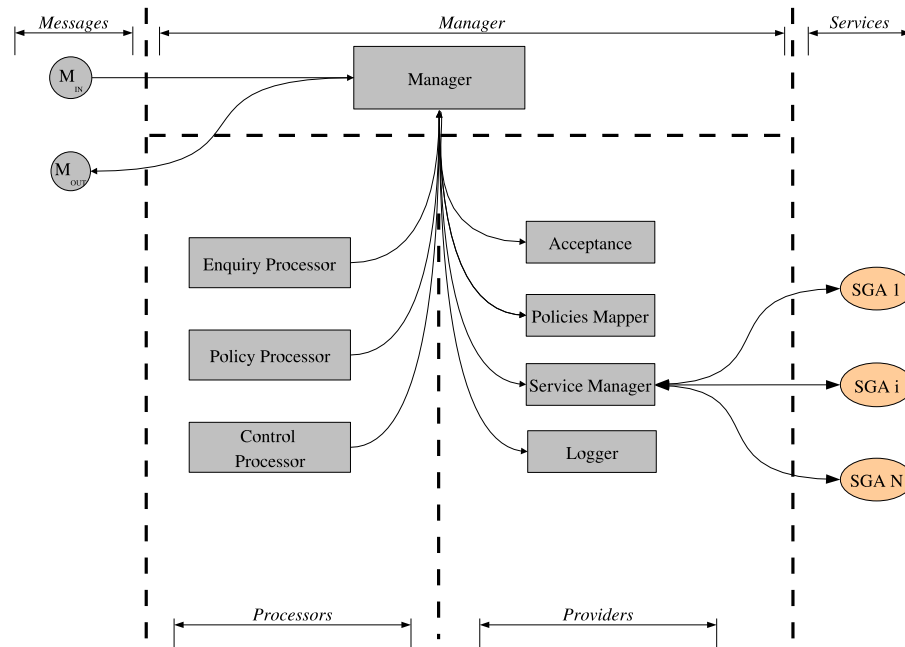 Messages
Manager
Services
M IN
Manager
M OUT
Enquiry Processor
Acceptance
Policies Mapper
Policy Processor
Service Manager
Control
Processor
Logger
SGA 1
SGA i
SGA N
Processors
Providers